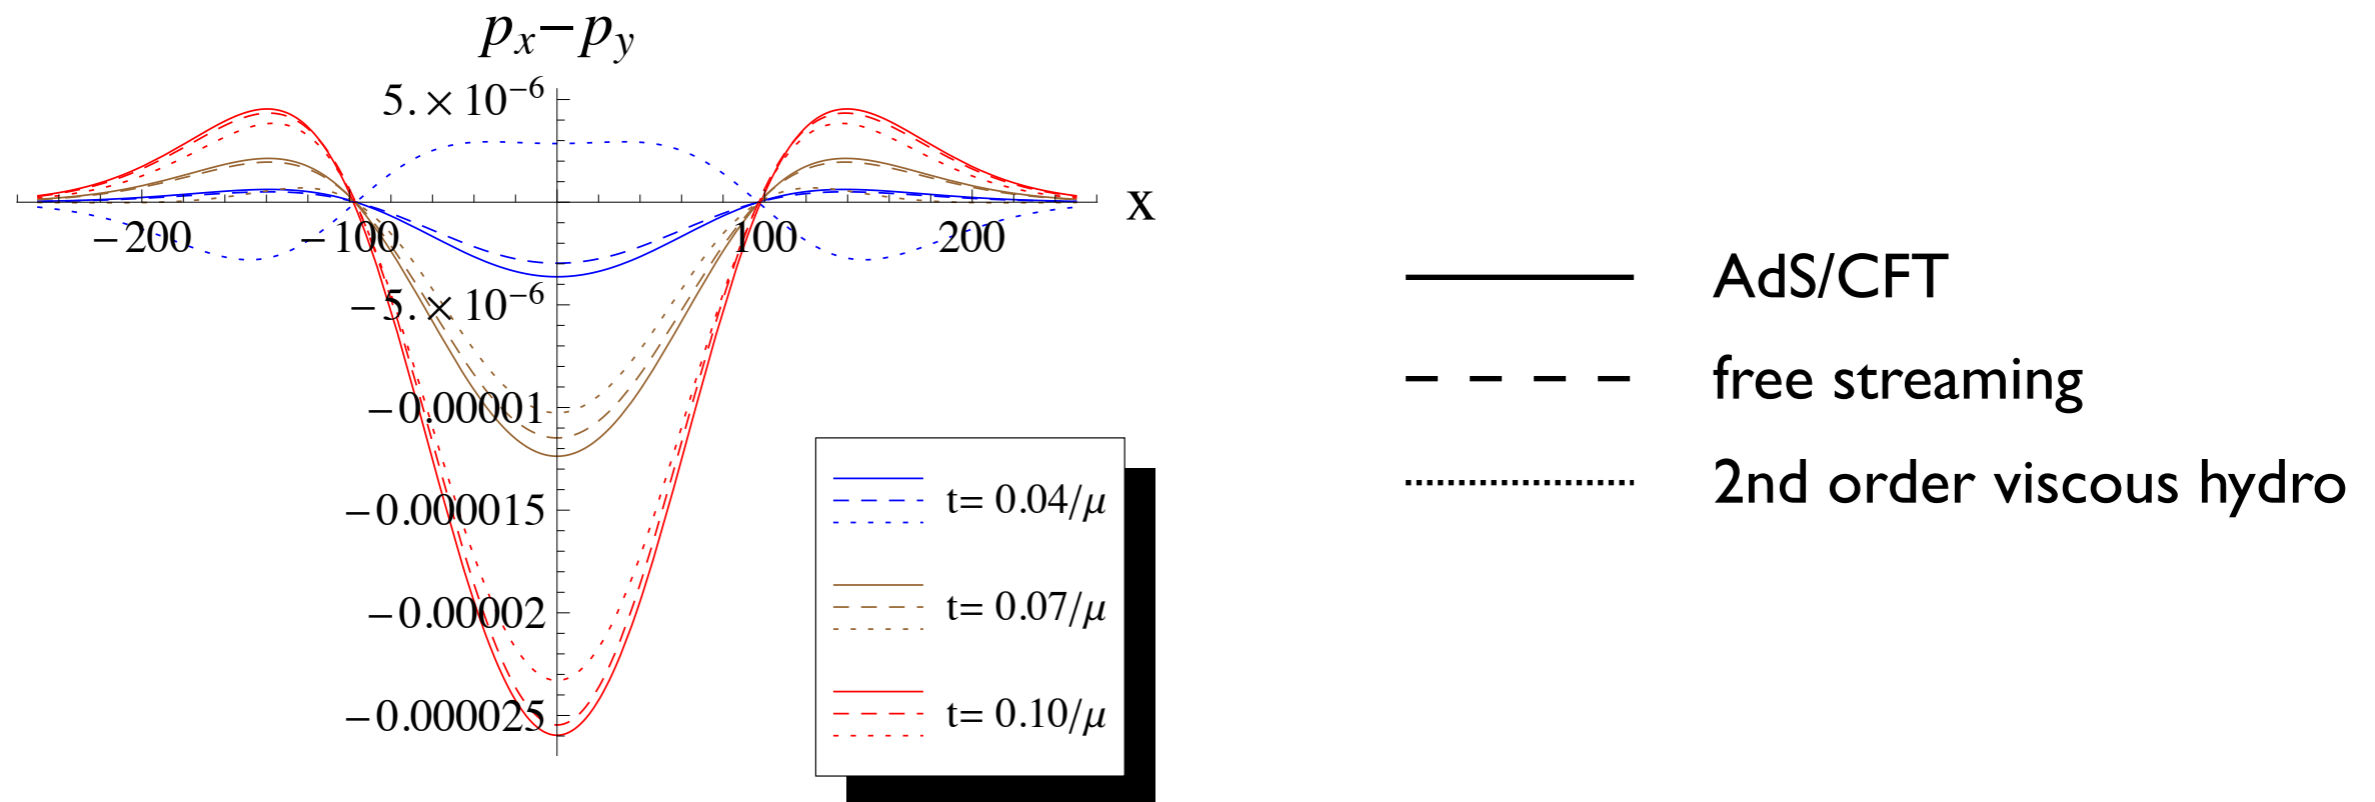 pₓ−p_y
5.×10⁻⁶
x
−200
−100
100
200
−5.×10⁻⁶
−0.00001
−0.000015
−0.00002
−0.000025
t= 0.04/μ
t= 0.07/μ
t= 0.10/μ
AdS/CFT
free streaming
2nd order viscous hydro